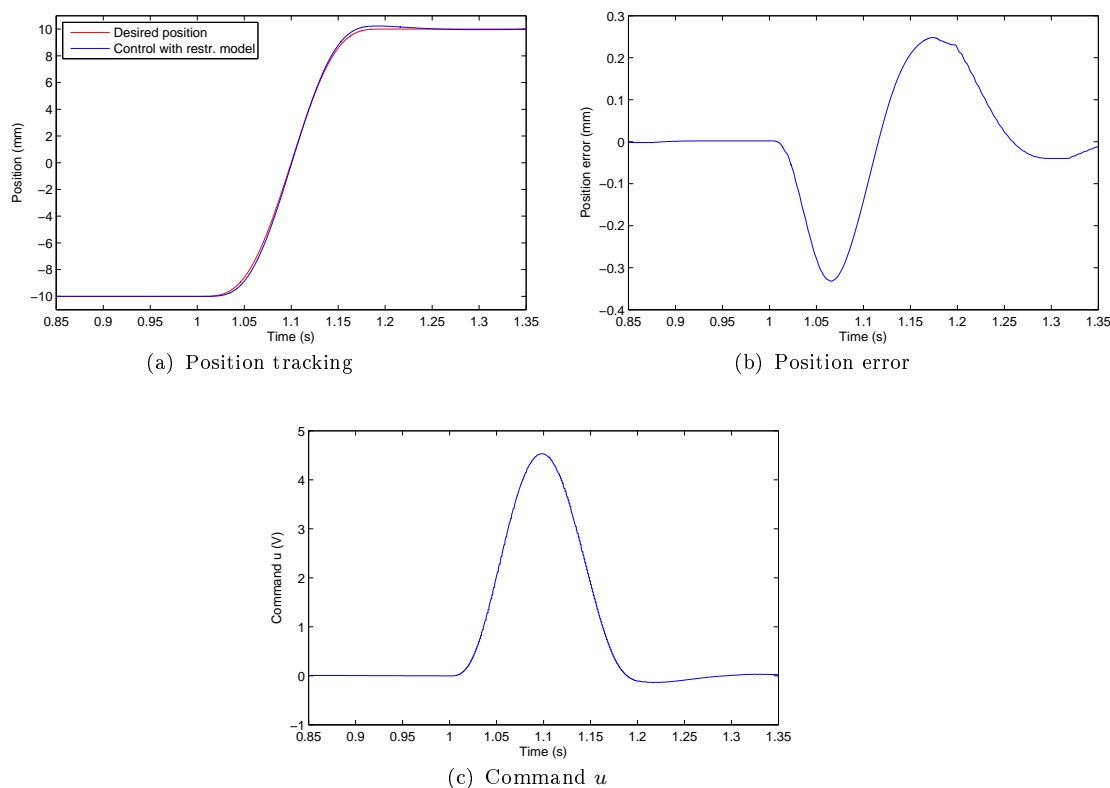 Desired position
Control with restr. model
10
8
6
4
2
0
−2
−4
−6
−8
−10
Position (mm)
0.85 0.9 0.95 1 1.05 1.1 1.15 1.2 1.25 1.3 1.35
Time (s)
(a) Position tracking
0.3
0.2
0.1
0
−0.1
−0.2
−0.3
−0.4
Position error (mm)
0.85 0.9 0.95 1 1.05 1.1 1.15 1.2 1.25 1.3 1.35
Time (s)
(b) Position error
5
4
3
2
1
0
−1
Command u (V)
0.85 0.9 0.95 1 1.05 1.1 1.15 1.2 1.25 1.3 1.35
Time (s)
(c) Command u